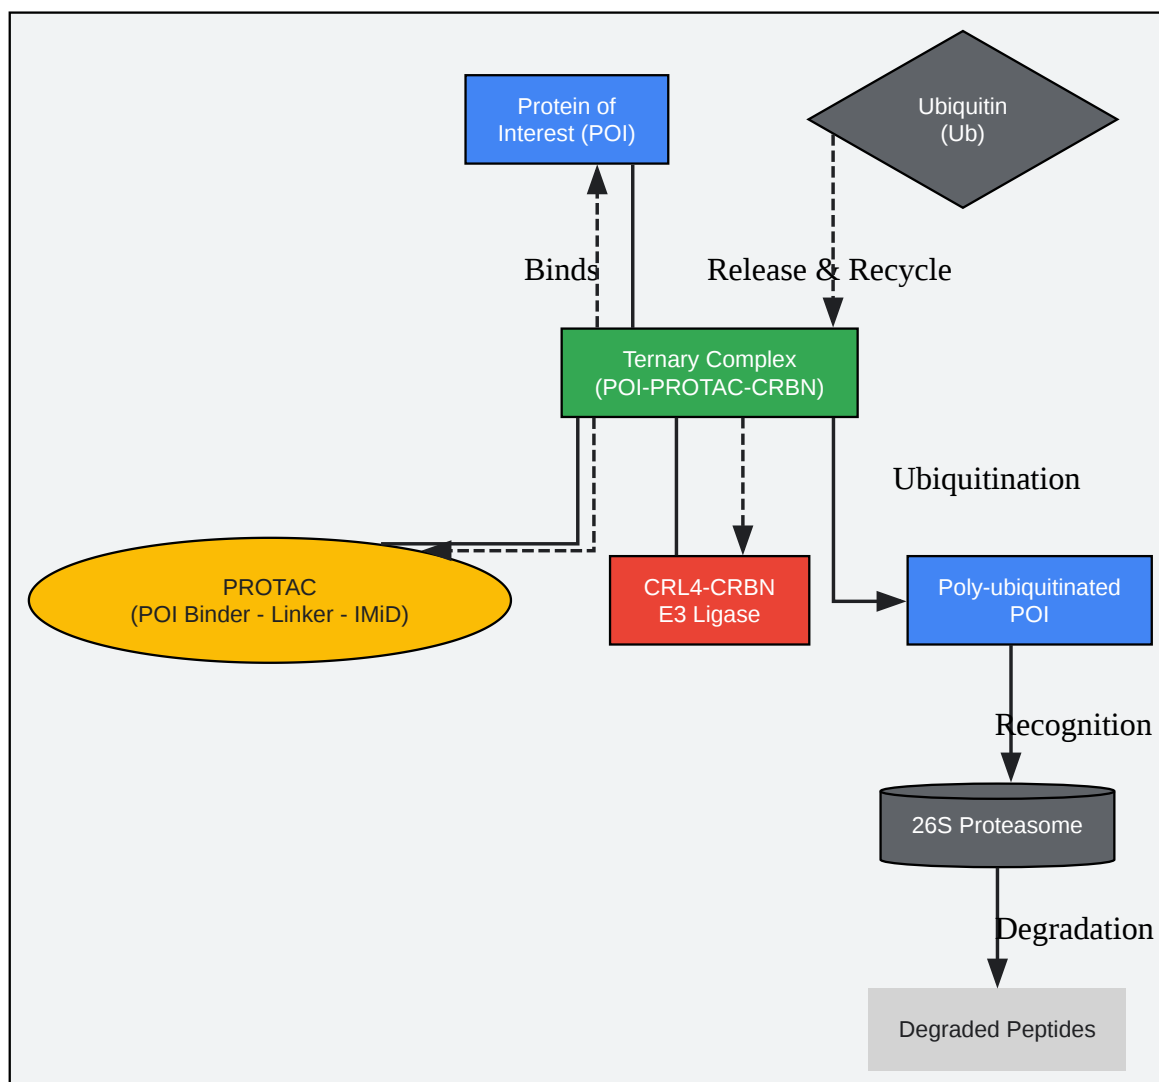 Protein of
Interest (POI)
Ubiquitin
(Ub)
Binds
Release & Recycle
Ternary Complex
(POI-PROTAC-CRBN)
Ubiquitination
PROTAC
(POI Binder - Linker - IMiD)
CRL4-CRBN
E3 Ligase
Poly-ubiquitinated
POI
Recognition
26S Proteasome
Degradation
Degraded Peptides